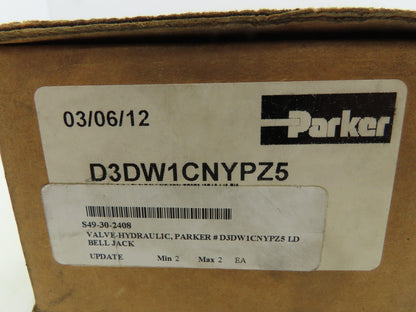 03/06/12
Parker
D3DW1CNYPZ5
S49-30-2408
VALVE-HYDRAULIC, PARKER # D3DW1CNYPZ5 LD
BELL JACK
UPDATE Min 2 Max 2 EA